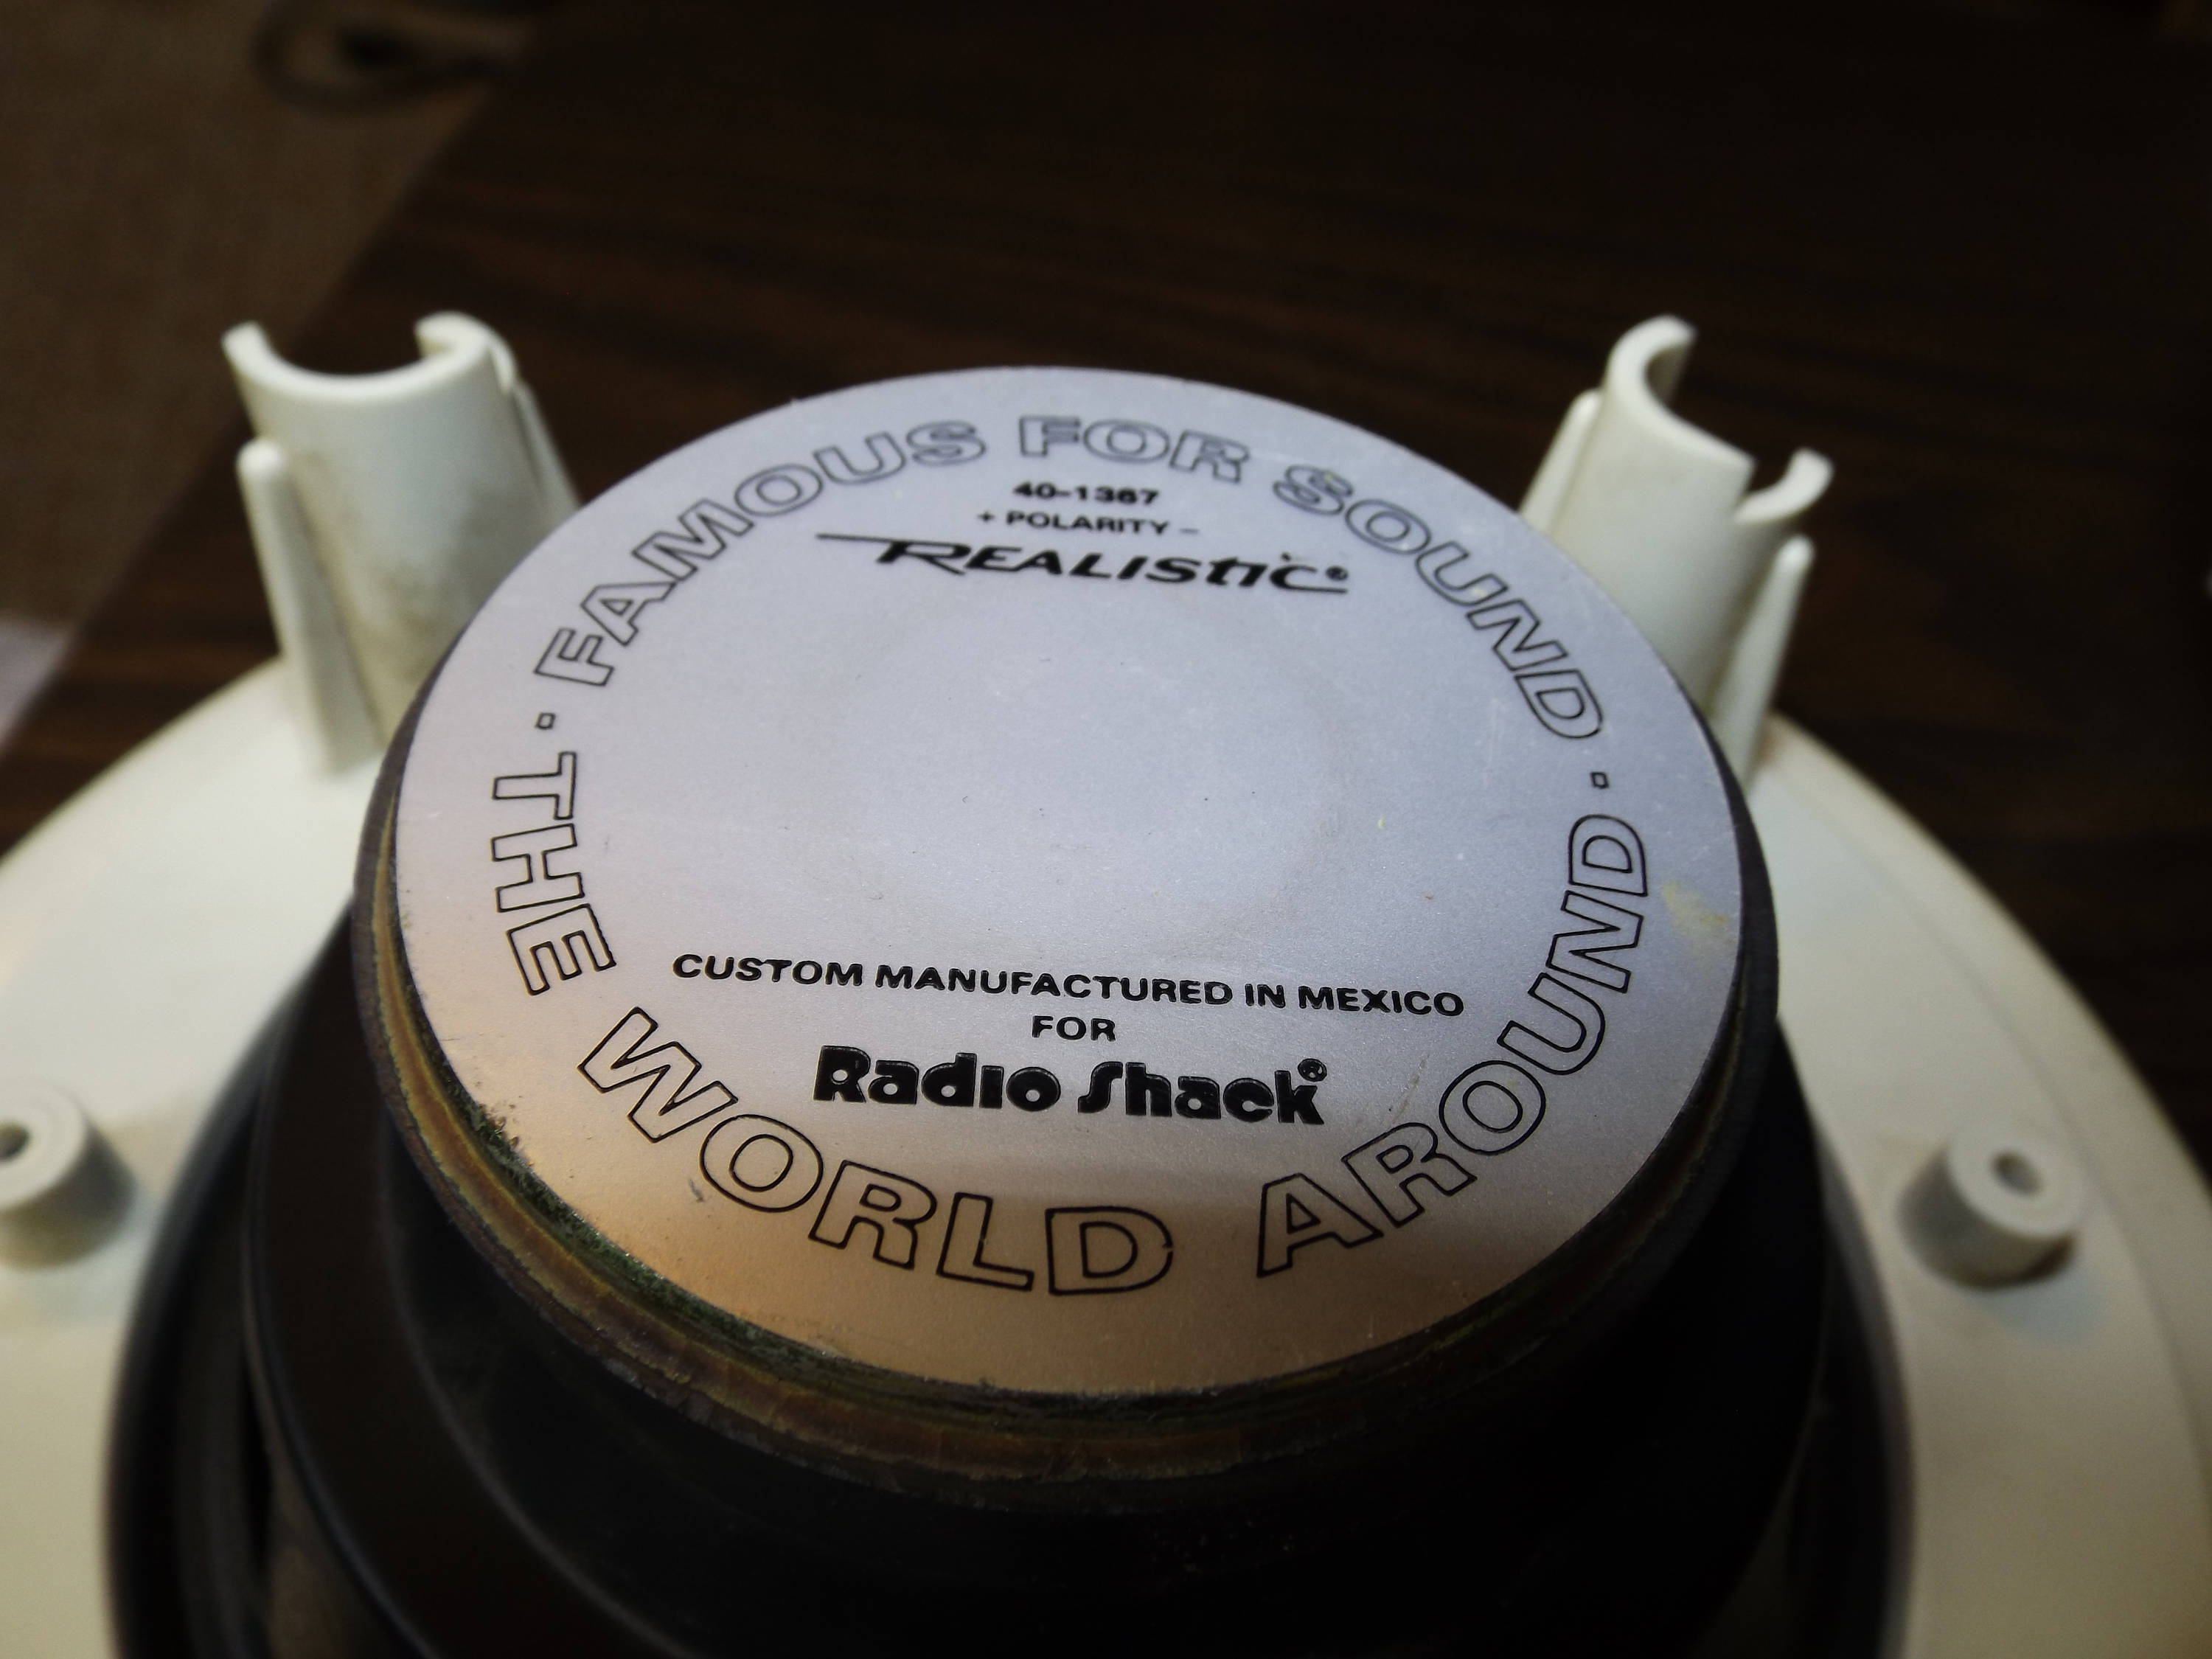 · FAMOUS FOR SOUND ·
40-1367
+ POLARITY -
REALISTIC®
CUSTOM MANUFACTURED IN MEXICO
FOR
Radio Shack®
THE WORLD AROUND